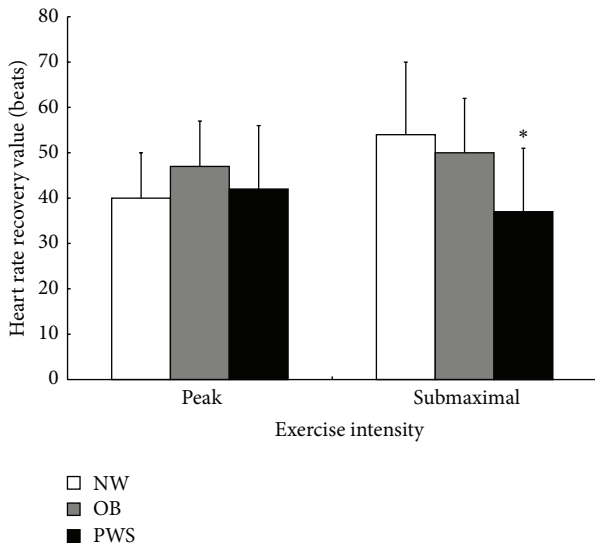 80
70
60
50
40
30
20
10
0
Heart rate recovery value (beats)
*
Peak
Submaximal
Exercise intensity
NW
OB
PWS